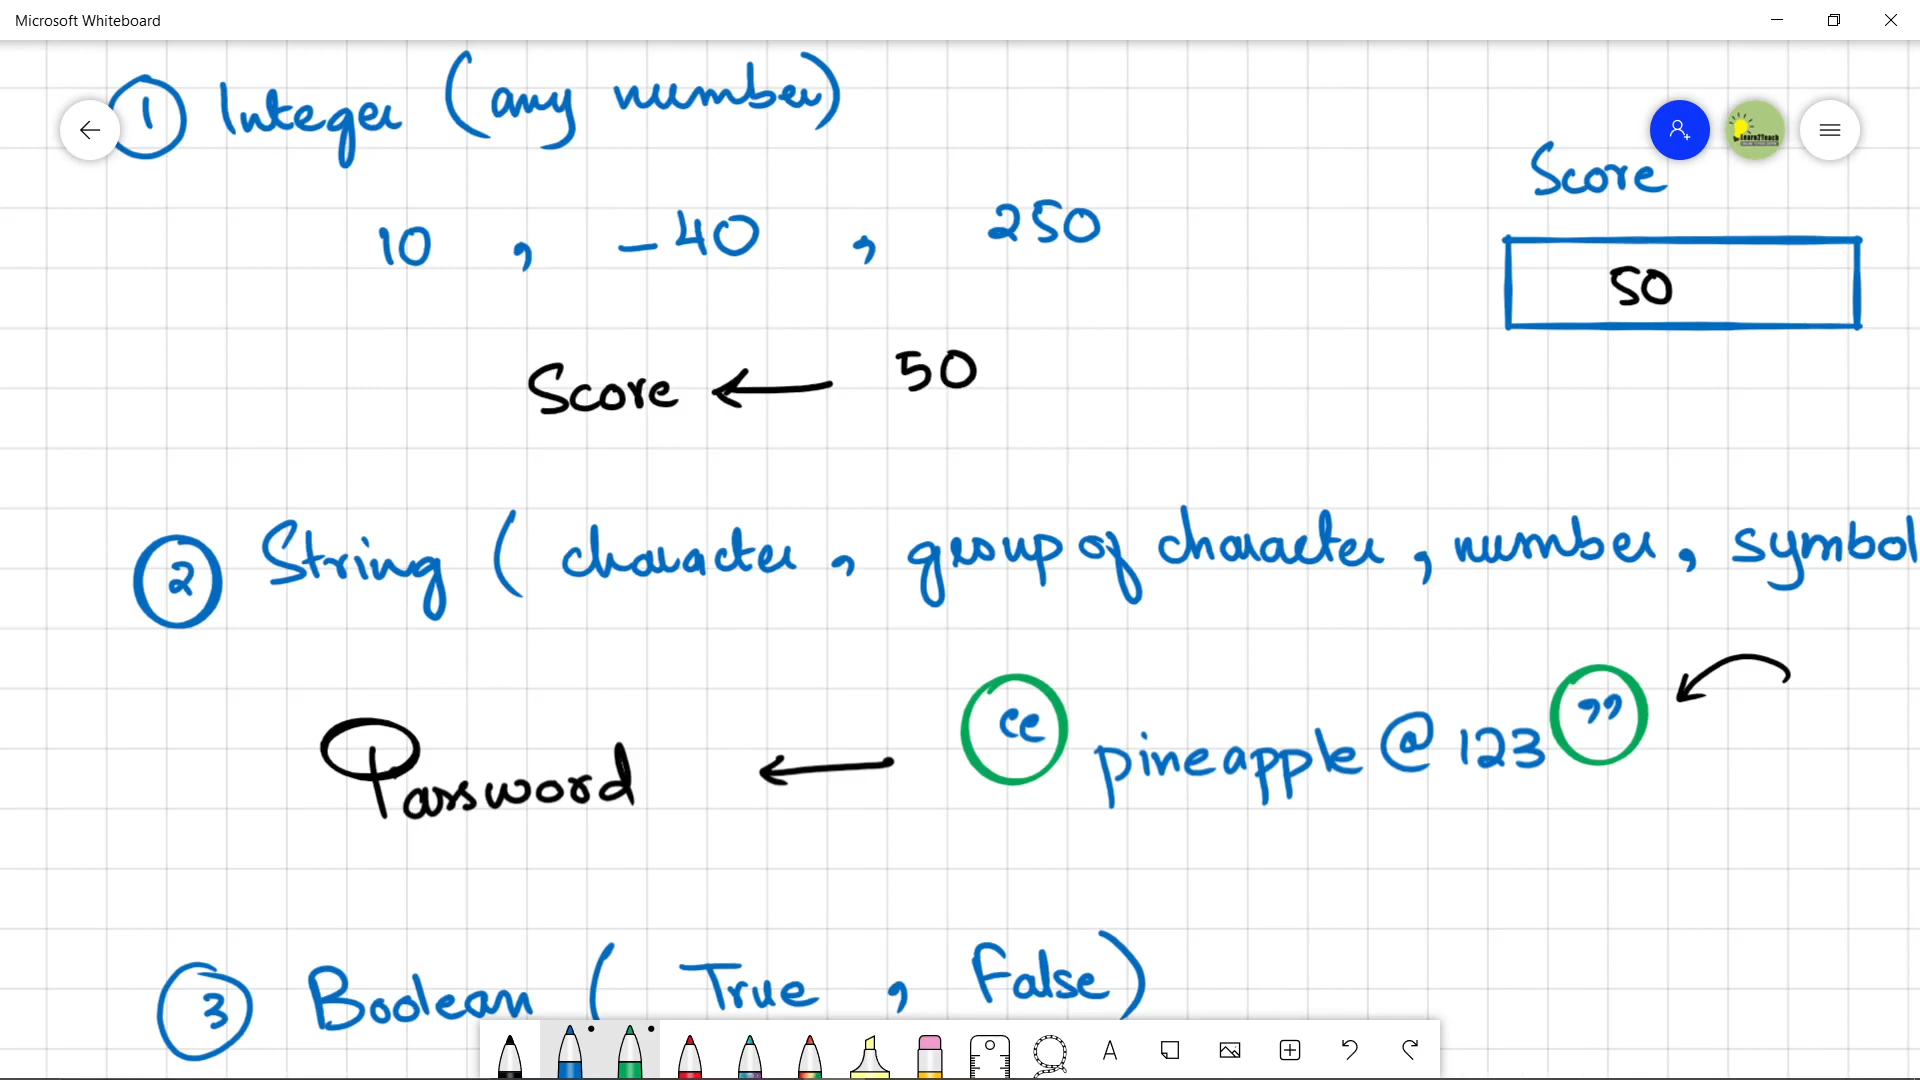 Microsoft Whiteboard
① Integer (any number)
Score
10 , -40 , 250
50
Score ← 50
② String ( character, group of character, number, symbol
Password ← “ pineapple@123 ”
③ Boolean ( True , False)
Learn2Teach
A